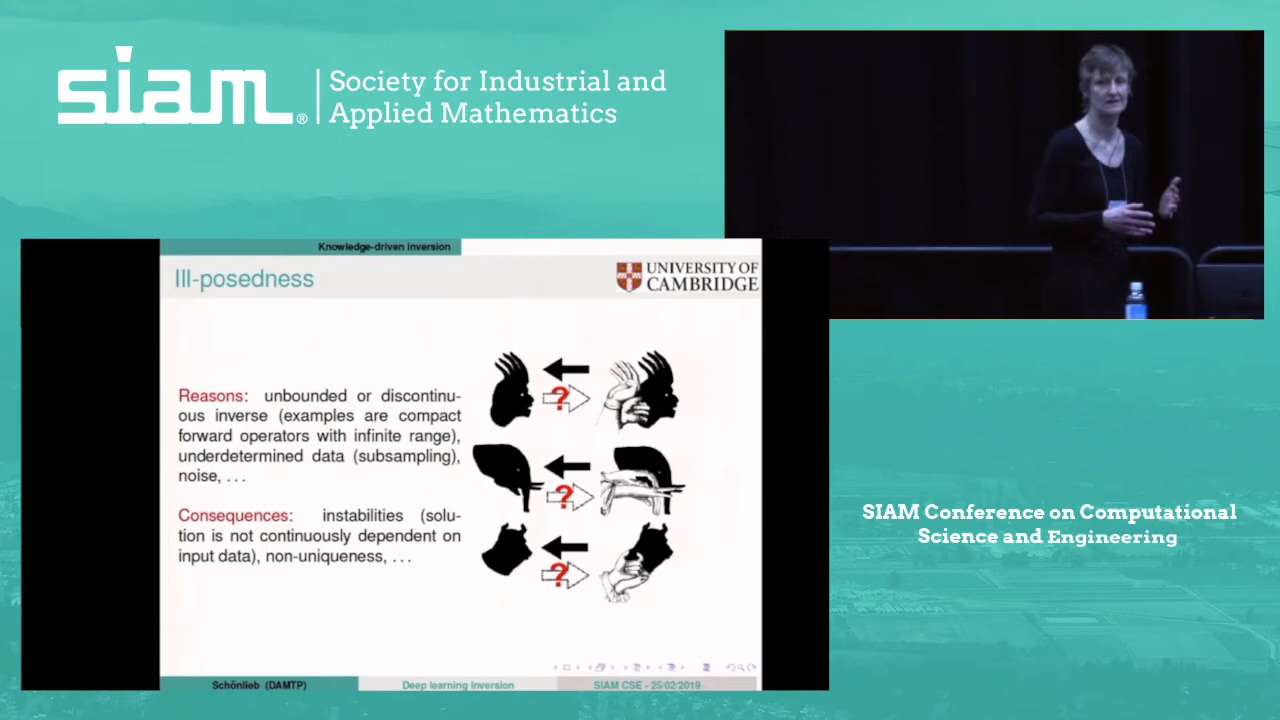 siam®
Society for Industrial and
Applied Mathematics
Knowledge-driven inversion
Ill-posedness
UNIVERSITY OF
CAMBRIDGE
Reasons: unbounded or discontinu-
ous inverse (examples are compact
forward operators with infinite range),
underdetermined data (subsampling),
noise, . . .
Consequences: instabilities (solu-
tion is not continuously dependent on
input data), non-uniqueness, . . .
?
?
?
Schönlieb (DAMTP)
Deep learning inversion
SIAM CSE - 25/02/2019
SIAM Conference on Computational
Science and Engineering